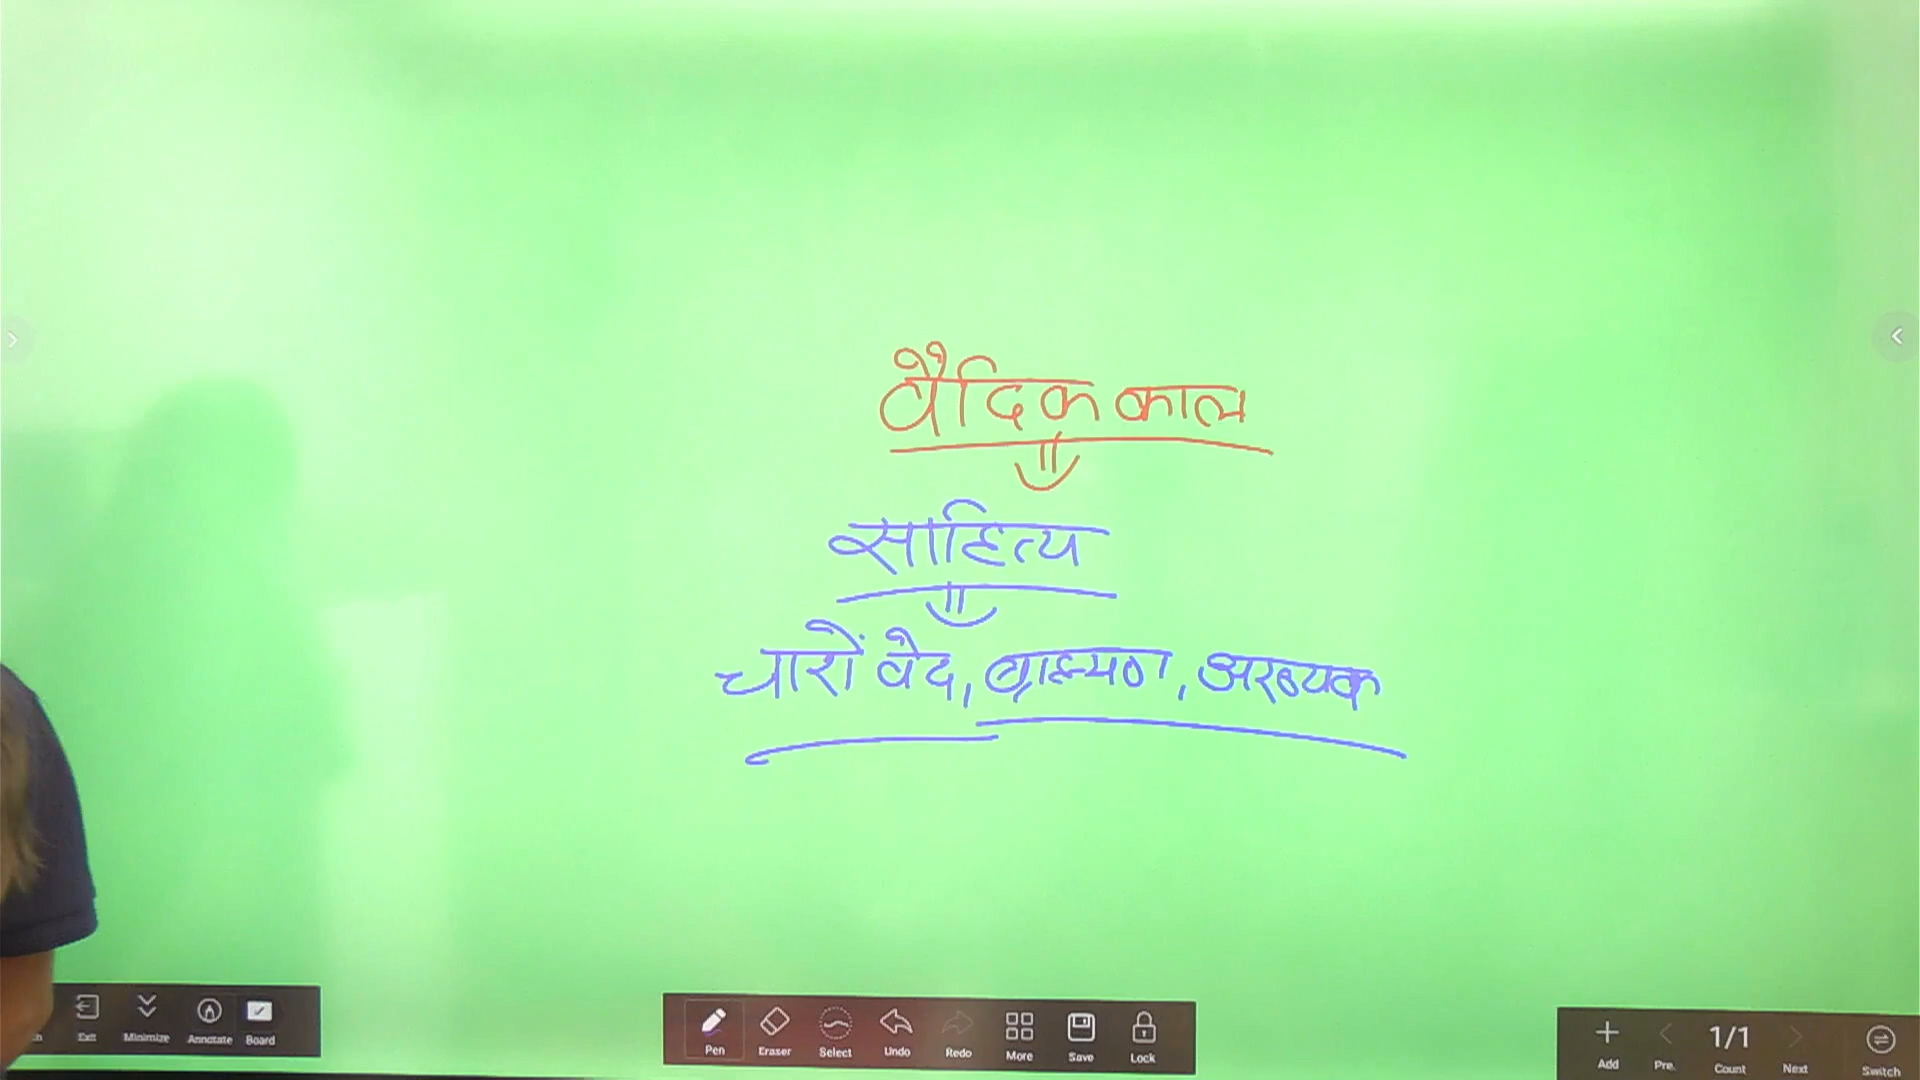 वैदिक काल
साहित्य
चारों वेद, ब्राह्मण, अरण्यक
Exit Minimize Annotate Board
Pen Eraser Select Undo Redo More Save Lock
1/1
Add Pre. Count Next Switch